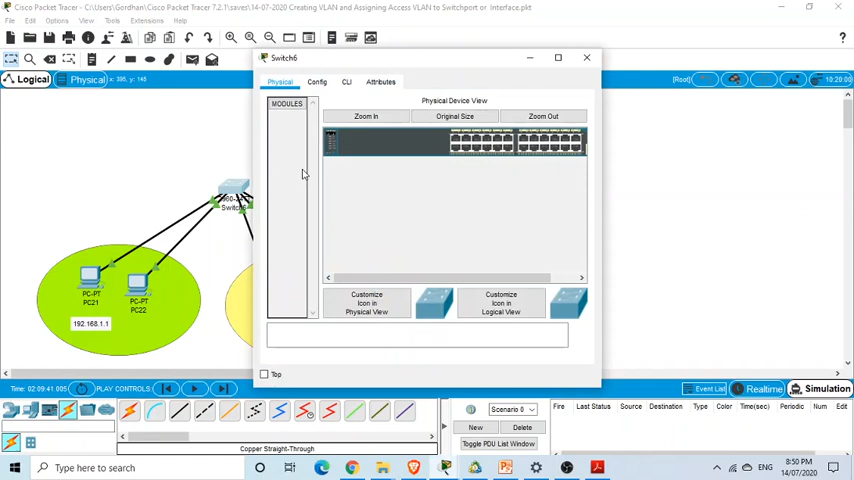 Cisco Packet Tracer - C:\Users\Gordhan\Cisco Packet Tracer 7.2.1\saves\14-07-2020 Creating VLAN and Assigning Access VLAN to Switchport or Interface.pkt
File Edit Options View Tools Extensions Help
Logical Physical x: 395, y: 145 [Root] 10:20:00
Switch6
Physical Config CLI Attributes
MODULES
Physical Device View
Zoom In Original Size Zoom Out
Switch6
PC-PT
PC21
PC-PT
PC22
192.168.1.1
Customize
Icon in
Physical View
Customize
Icon in
Logical View
Top
Time: 02:09:41.005 PLAY CONTROLS: Event List Realtime Simulation
Scenario 0
New Delete
Toggle PDU List Window
Fire Last Status Source Destination Type Color Time(sec) Periodic Num Edit
Copper Straight-Through
Type here to search
ENG
8:50 PM
14/07/2020